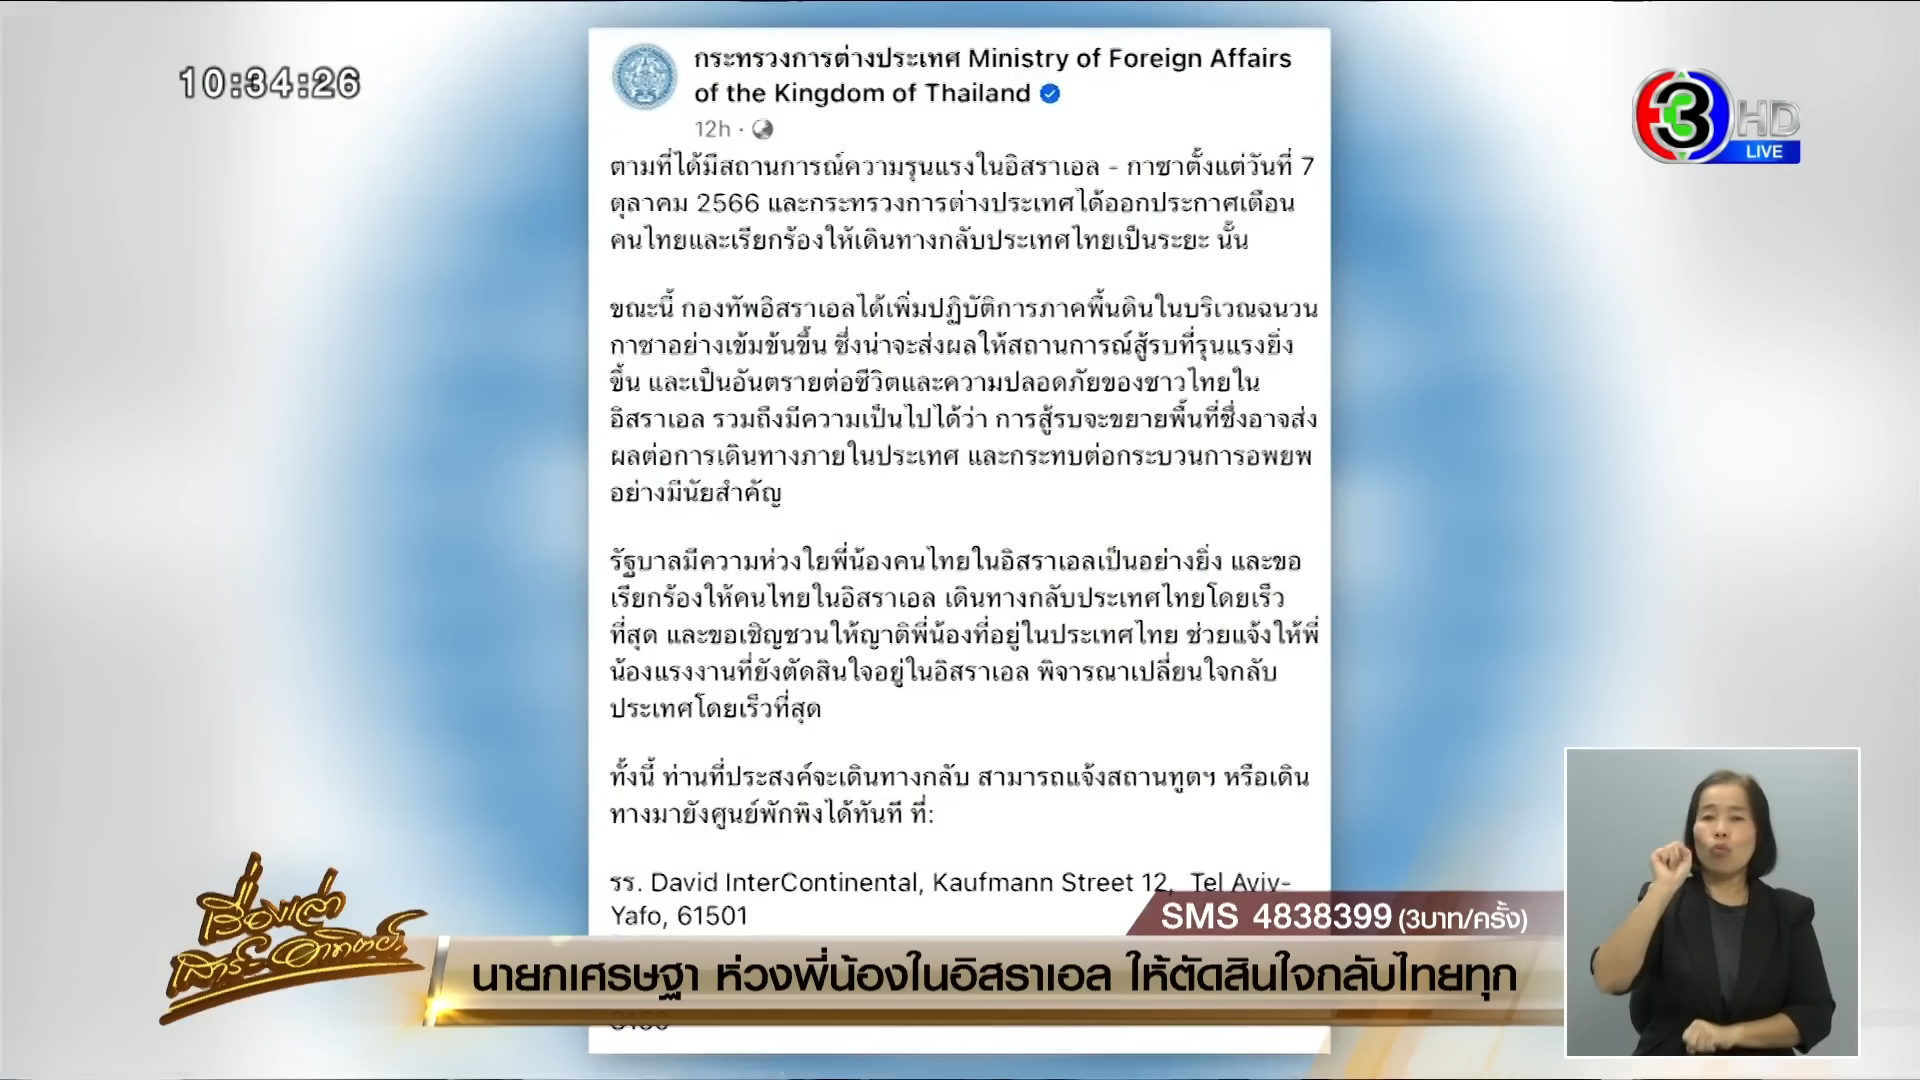 10:34:26
กระทรวงการต่างประเทศ Ministry of Foreign Affairs
of the Kingdom of Thailand
12h ·
3 HD
LIVE
ตามที่ได้มีสถานการณ์ความรุนแรงในอิสราเอล - กาซาตั้งแต่วันที่ 7
ตุลาคม 2566 และกระทรวงการต่างประเทศได้ออกประกาศเตือน
คนไทยและเรียกร้องให้เดินทางกลับประเทศไทยเป็นระยะ นั้น
ขณะนี้ กองทัพอิสราเอลได้เพิ่มปฏิบัติการภาคพื้นดินในบริเวณฉนวน
กาซาอย่างเข้มข้นขึ้น ซึ่งน่าจะส่งผลให้สถานการณ์สู้รบที่รุนแรงยิ่ง
ขึ้น และเป็นอันตรายต่อชีวิตและความปลอดภัยของชาวไทยใน
อิสราเอล รวมถึงมีความเป็นไปได้ว่า การสู้รบจะขยายพื้นที่ซึ่งอาจส่ง
ผลต่อการเดินทางภายในประเทศ และกระทบต่อกระบวนการอพยพ
อย่างมีนัยสำคัญ
รัฐบาลมีความห่วงใยพี่น้องคนไทยในอิสราเอลเป็นอย่างยิ่ง และขอ
เรียกร้องให้คนไทยในอิสราเอล เดินทางกลับประเทศไทยโดยเร็ว
ที่สุด และขอเชิญชวนให้ญาติพี่น้องที่อยู่ในประเทศไทย ช่วยแจ้งให้พี่
น้องแรงงานที่ยังตัดสินใจอยู่ในอิสราเอล พิจารณาเปลี่ยนใจกลับ
ประเทศโดยเร็วที่สุด
ทั้งนี้ ท่านที่ประสงค์จะเดินทางกลับ สามารถแจ้งสถานทูตฯ หรือเดิน
ทางมายังศูนย์พักพิงได้ทันที ที่:
รร. David InterContinental, Kaufmann Street 12, Tel Aviv-
Yafo, 61501
SMS 4838399 (3บาท/ครั้ง)
เรื่องเล่า
เสาร์-อาทิตย์
นายกเศรษฐา ห่วงพี่น้องในอิสราเอล ให้ตัดสินใจกลับไทยทุก